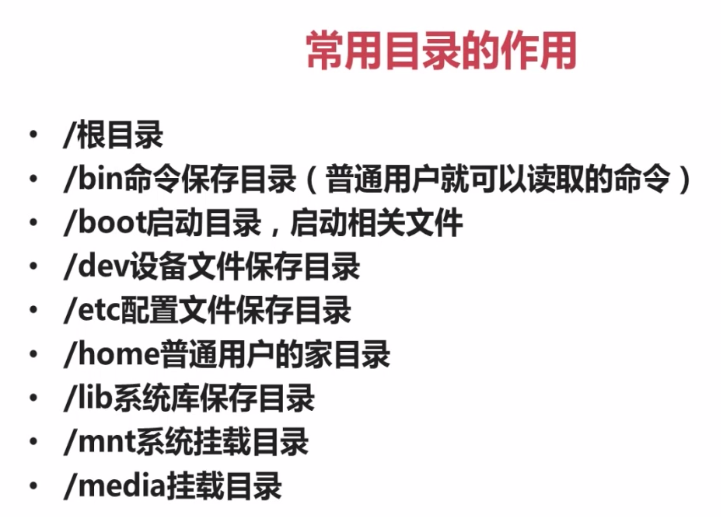 常用目录的作用
• /根目录
• /bin命令保存目录（普通用户就可以读取的命令）
• /boot启动目录，启动相关文件
• /dev设备文件保存目录
• /etc配置文件保存目录
• /home普通用户的家目录
• /lib系统库保存目录
• /mnt系统挂载目录
• /media挂载目录